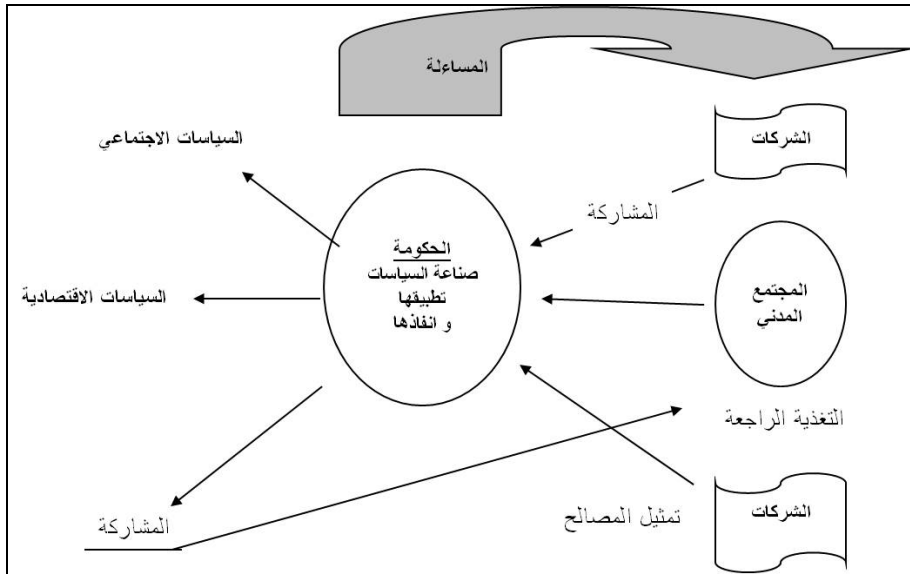 المساءلة
الشركات
السياسات الاجتماعي
المشاركة
الحكومة
صناعة السياسات
تطبيقها
و انفاذها
المجتمع
المدني
السياسات الاقتصادية
التغذية الراجعة
الشركات
تمثيل المصالح
المشاركة